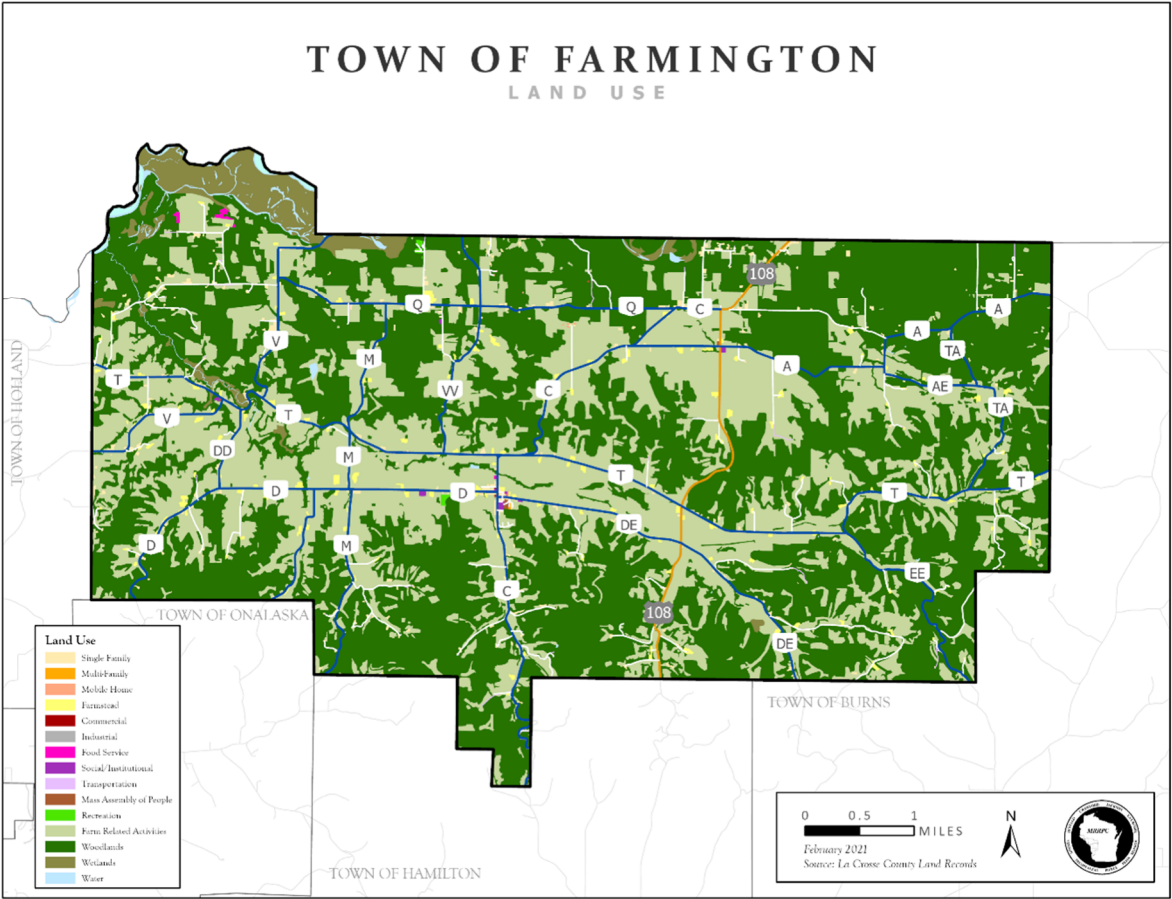 TOWN OF FARMINGTON
LAND USE
108
Q
Q
C
A
A
V
M
TA
A
T
VV
C
AE
TA
V
T
DD
M
T
T
D
D
T
DE
D
M
EE
C
108
DE
TOWN OF HOLLAND
TOWN OF ONALASKA
TOWN OF BURNS
TOWN OF HAMILTON
Land Use
Single Family
Multi-Family
Mobile Home
Farmstead
Commercial
Industrial
Food Service
Social/Institutional
Transportation
Mass Assembly of People
Recreation
Farm Related Activities
Woodlands
Wetlands
Water
0 0.5 1
MILES
N
February 2021
Source: La Crosse County Land Records
MRRPC